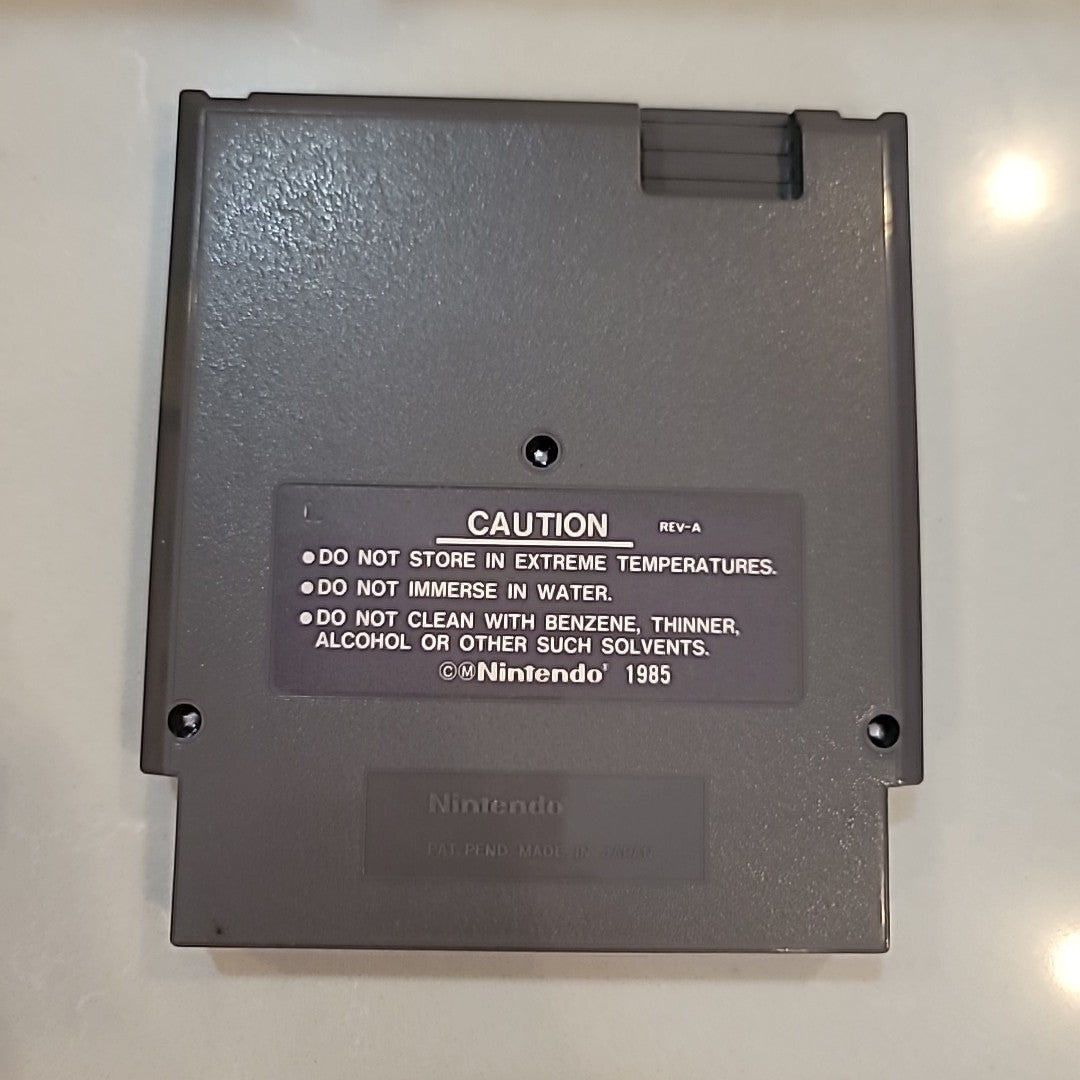 CAUTION REV-A
●DO NOT STORE IN EXTREME TEMPERATURES.
●DO NOT IMMERSE IN WATER.
●DO NOT CLEAN WITH BENZENE, THINNER,
ALCOHOL OR OTHER SUCH SOLVENTS.
©ⓂNintendo® 1985
Nintendo
PAT. PEND. MADE IN JAPAN